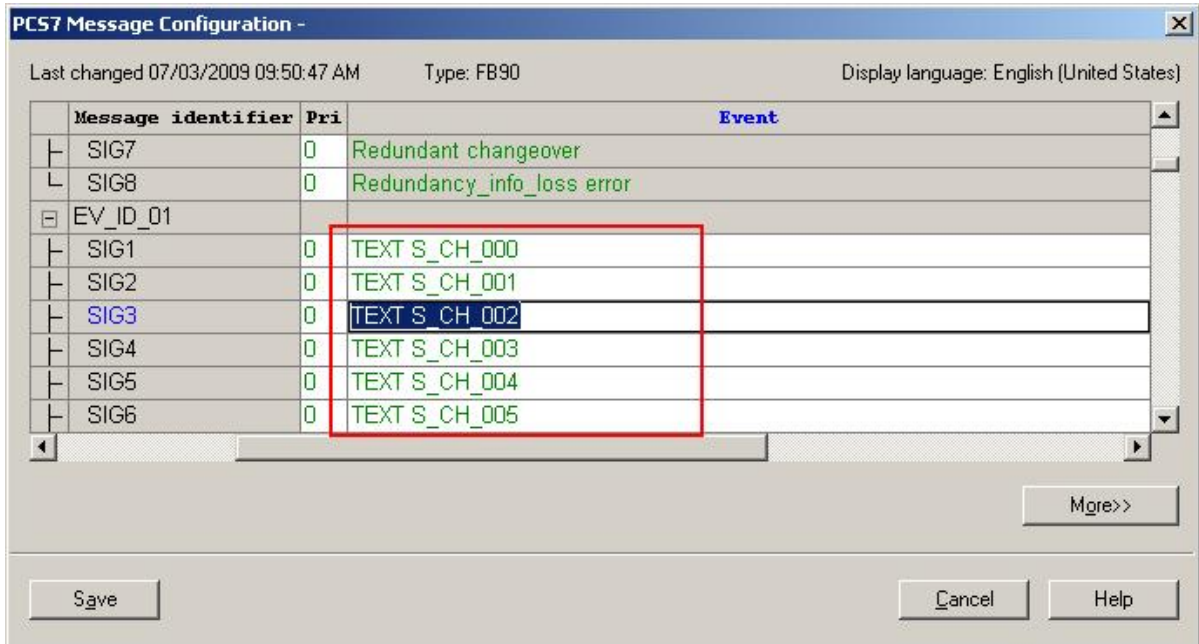 PCS7 Message Configuration -
Last changed 07/03/2009 09:50:47 AM Type: FB90 Display language: English (United States)
Message identifier Pri Event
SIG7 0 Redundant changeover
SIG8 0 Redundancy_info_loss error
EV_ID_01
SIG1 0 TEXT S_CH_000
SIG2 0 TEXT S_CH_001
SIG3 0 TEXT S_CH_002
SIG4 0 TEXT S_CH_003
SIG5 0 TEXT S_CH_004
SIG6 0 TEXT S_CH_005
More>>
Save Cancel Help